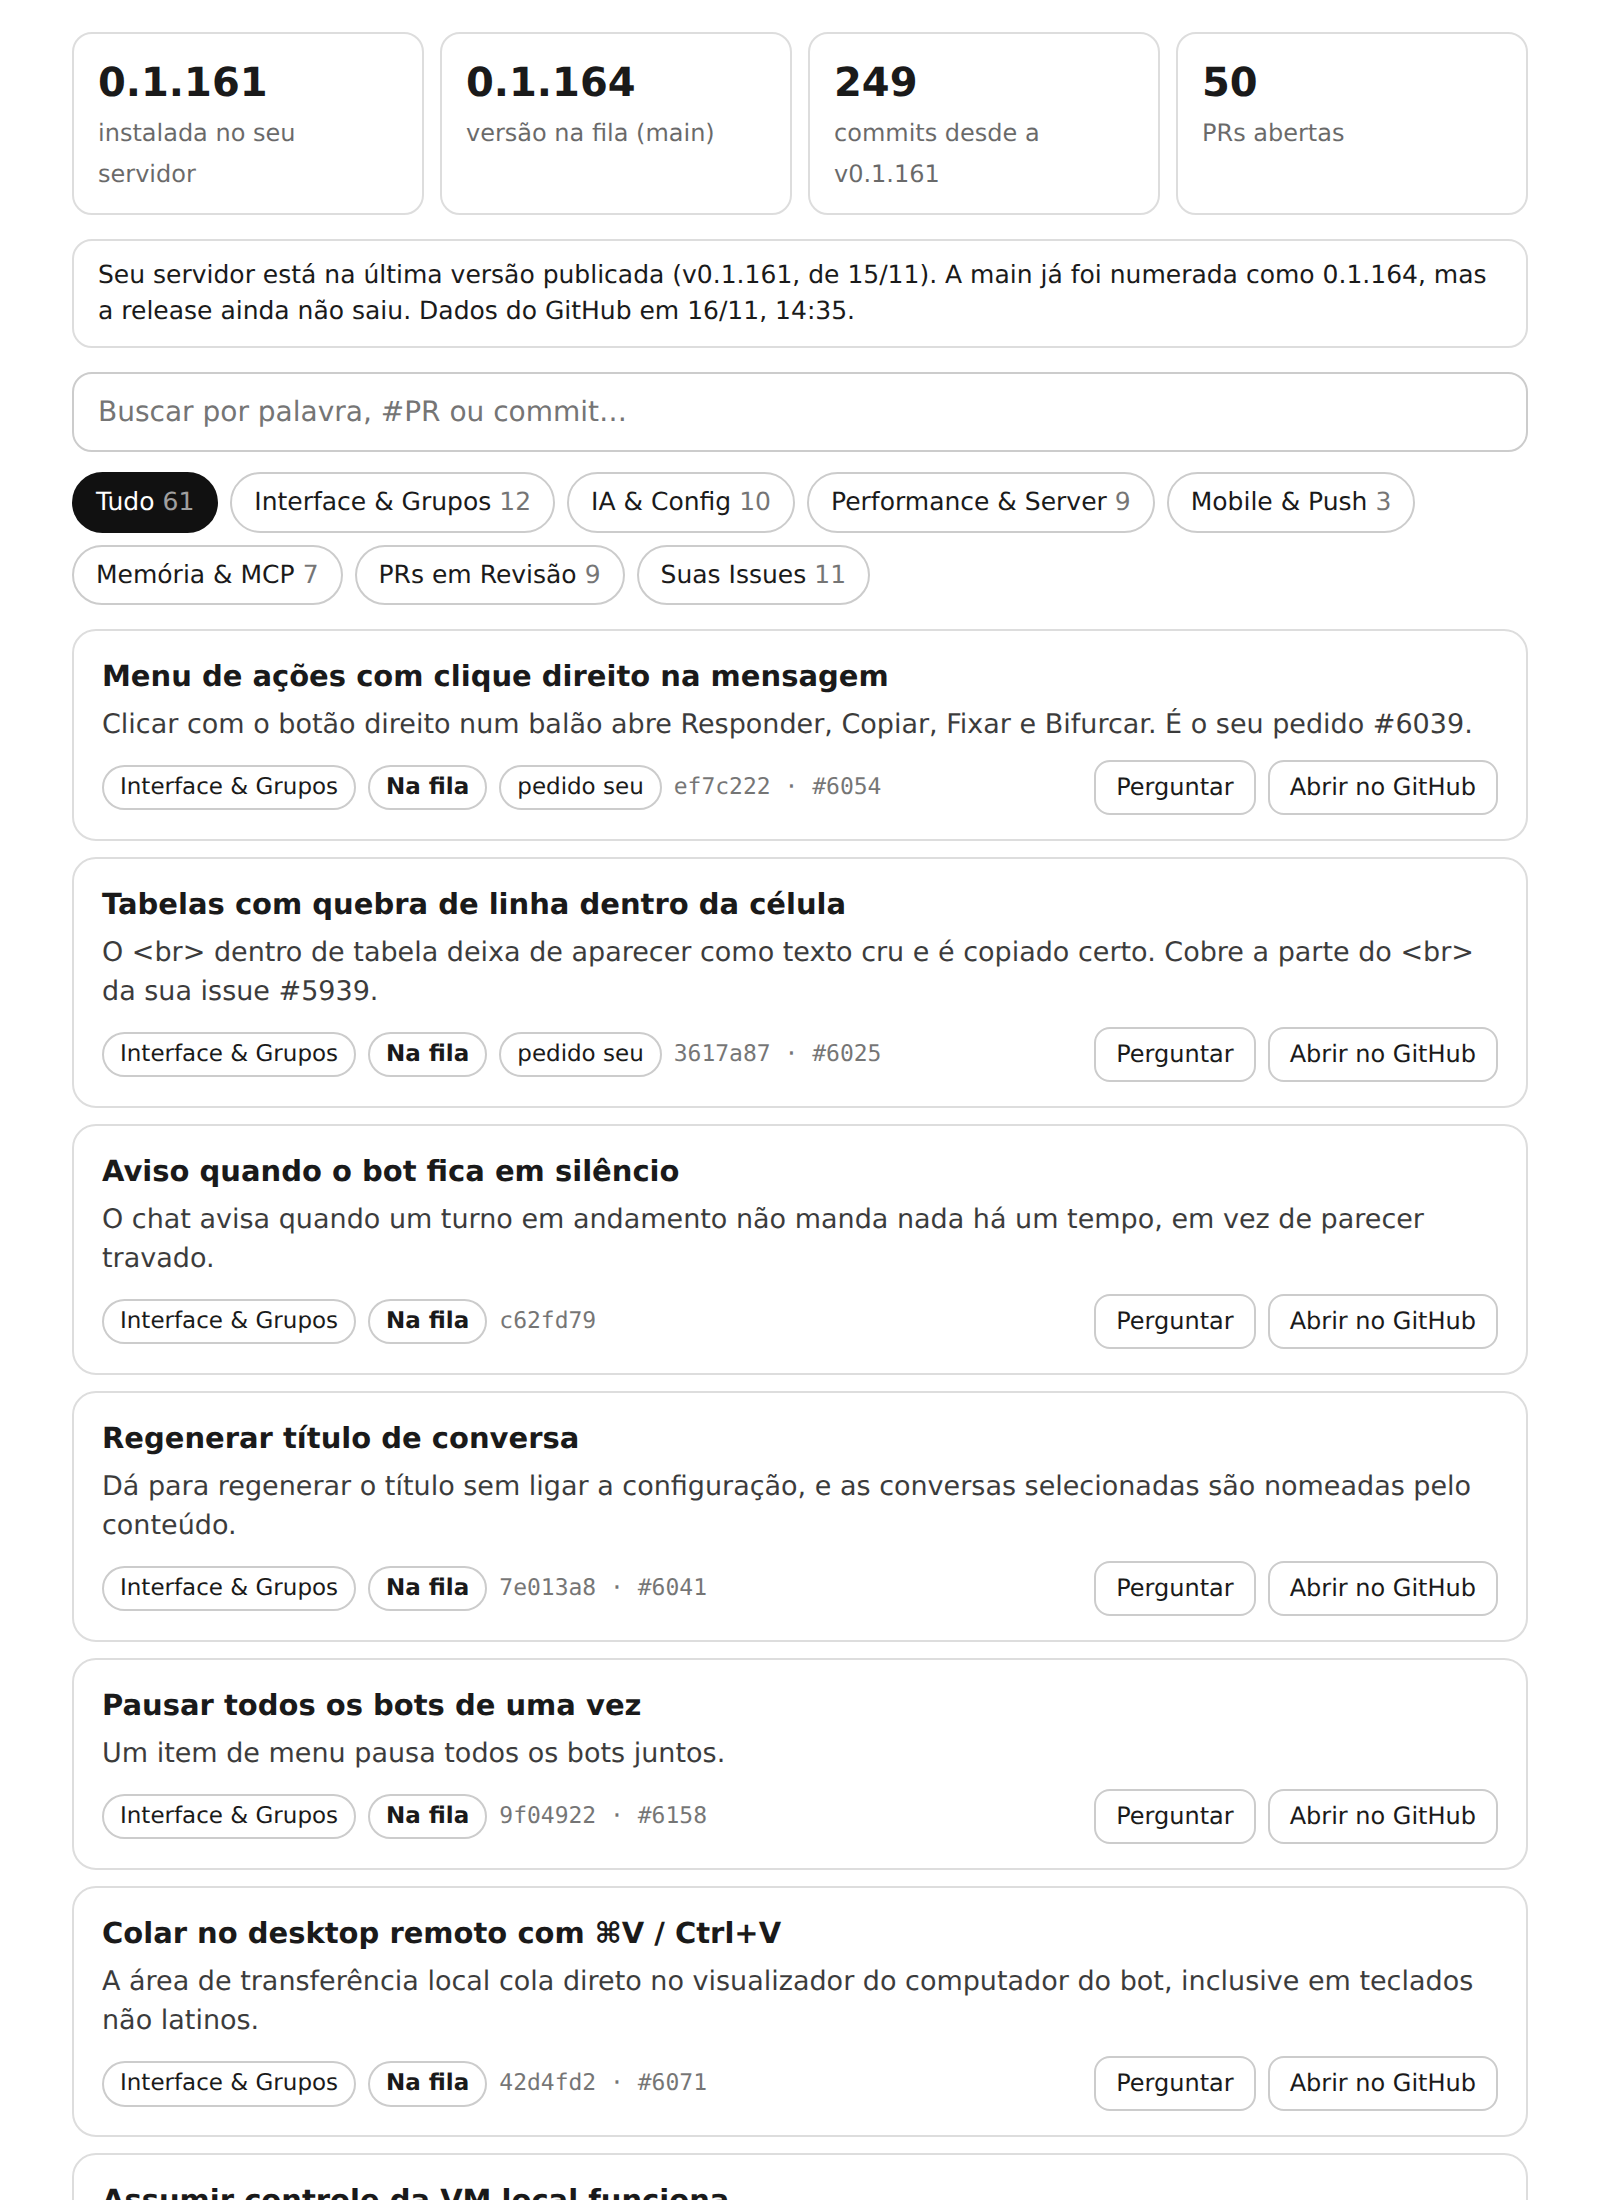 0.1.161
instalada no seu
servidor
0.1.164
versão na fila (main)
249
commits desde a
v0.1.161
50
PRs abertas
Seu servidor está na última versão publicada (v0.1.161, de 15/11). A main já foi numerada como 0.1.164, mas
a release ainda não saiu. Dados do GitHub em 16/11, 14:35.
Buscar por palavra, #PR ou commit...
Tudo 61
Interface & Grupos 12
IA & Config 10
Performance & Server 9
Mobile & Push 3
Memória & MCP 7
PRs em Revisão 9
Suas Issues 11
Menu de ações com clique direito na mensagem
Clicar com o botão direito num balão abre Responder, Copiar, Fixar e Bifurcar. É o seu pedido #6039.
Interface & Grupos Na fila pedido seu ef7c222 · #6054 Perguntar Abrir no GitHub
Tabelas com quebra de linha dentro da célula
O <br> dentro de tabela deixa de aparecer como texto cru e é copiado certo. Cobre a parte do <br>
da sua issue #5939.
Interface & Grupos Na fila pedido seu 3617a87 · #6025 Perguntar Abrir no GitHub
Aviso quando o bot fica em silêncio
O chat avisa quando um turno em andamento não manda nada há um tempo, em vez de parecer
travado.
Interface & Grupos Na fila c62fd79 Perguntar Abrir no GitHub
Regenerar título de conversa
Dá para regenerar o título sem ligar a configuração, e as conversas selecionadas são nomeadas pelo
conteúdo.
Interface & Grupos Na fila 7e013a8 · #6041 Perguntar Abrir no GitHub
Pausar todos os bots de uma vez
Um item de menu pausa todos os bots juntos.
Interface & Grupos Na fila 9f04922 · #6158 Perguntar Abrir no GitHub
Colar no desktop remoto com ⌘V / Ctrl+V
A área de transferência local cola direto no visualizador do computador do bot, inclusive em teclados
não latinos.
Interface & Grupos Na fila 42d4fd2 · #6071 Perguntar Abrir no GitHub
Assumir controle da VM local funciona